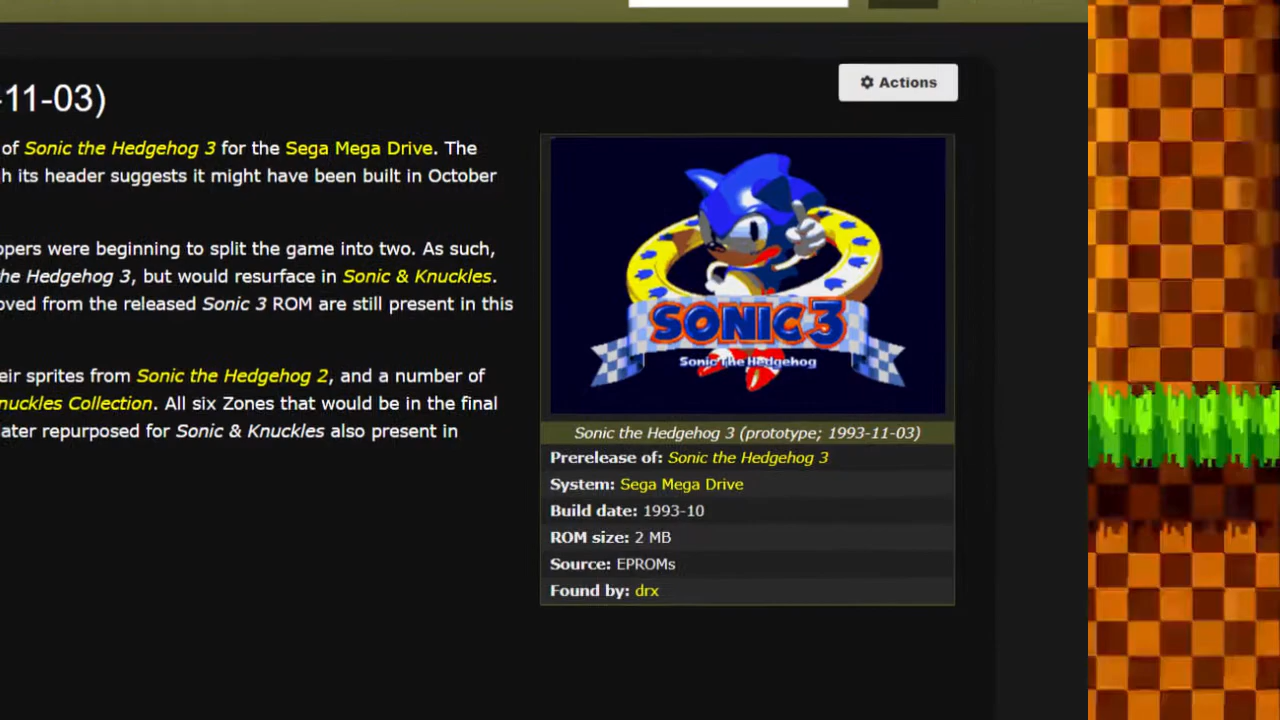 -11-03)
Actions
of Sonic the Hedgehog 3 for the Sega Mega Drive. The
h its header suggests it might have been built in October
ppers were beginning to split the game into two. As such,
the Hedgehog 3, but would resurface in Sonic & Knuckles.
oved from the released Sonic 3 ROM are still present in this
eir sprites from Sonic the Hedgehog 2, and a number of
nuckles Collection. All six Zones that would be in the final
later repurposed for Sonic & Knuckles also present in
SONIC 3
Sonic The Hedgehog
Sonic the Hedgehog 3 (prototype; 1993-11-03)
Prerelease of: Sonic the Hedgehog 3
System: Sega Mega Drive
Build date: 1993-10
ROM size: 2 MB
Source: EPROMs
Found by: drx